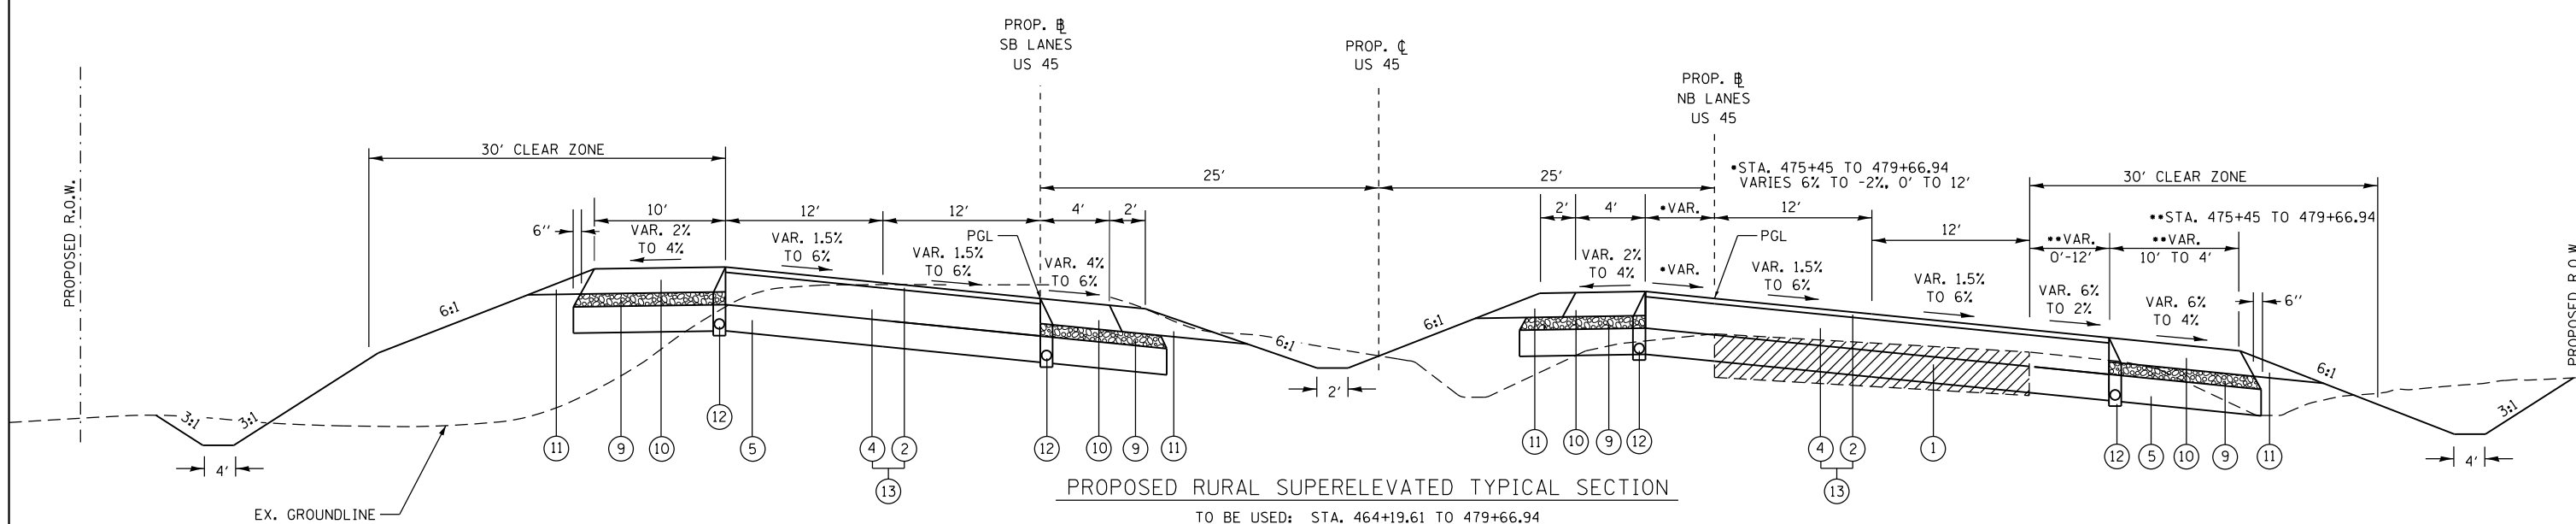 PROP. BL
SB LANES
US 45
PROP. CL
US 45
PROP. BL
NB LANES
US 45
PROPOSED R.O.W.
30' CLEAR ZONE
6''
10'
VAR. 2%
TO 4%
12'
VAR. 1.5%
TO 6%
12'
VAR. 1.5%
TO 6%
PGL
4'
2'
VAR. 4%
TO 6%
25'
25'
*STA. 475+45 TO 479+66.94
VARIES 6% TO -2%, 0' TO 12'
2'
4'
*VAR.
VAR. 2%
TO 4%
*VAR.
12'
PGL
VAR. 1.5%
TO 6%
12'
VAR. 1.5%
TO 6%
30' CLEAR ZONE
**STA. 475+45 TO 479+66.94
**VAR.
0'-12'
**VAR.
10' TO 4'
VAR. 6%
TO 2%
VAR. 6%
TO 4%
6''
PROPOSED R.O.W
6:1
6:1
6:1
6:1
3:1
3:1
3:1
4'
2'
4'
11
9
10
12
5
4
2
13
12
10
9
11
11
10
9
12
4
2
13
1
12
5
10
9
11
EX. GROUNDLINE
PROPOSED RURAL SUPERELEVATED TYPICAL SECTION
TO BE USED: STA. 464+19.61 TO 479+66.94